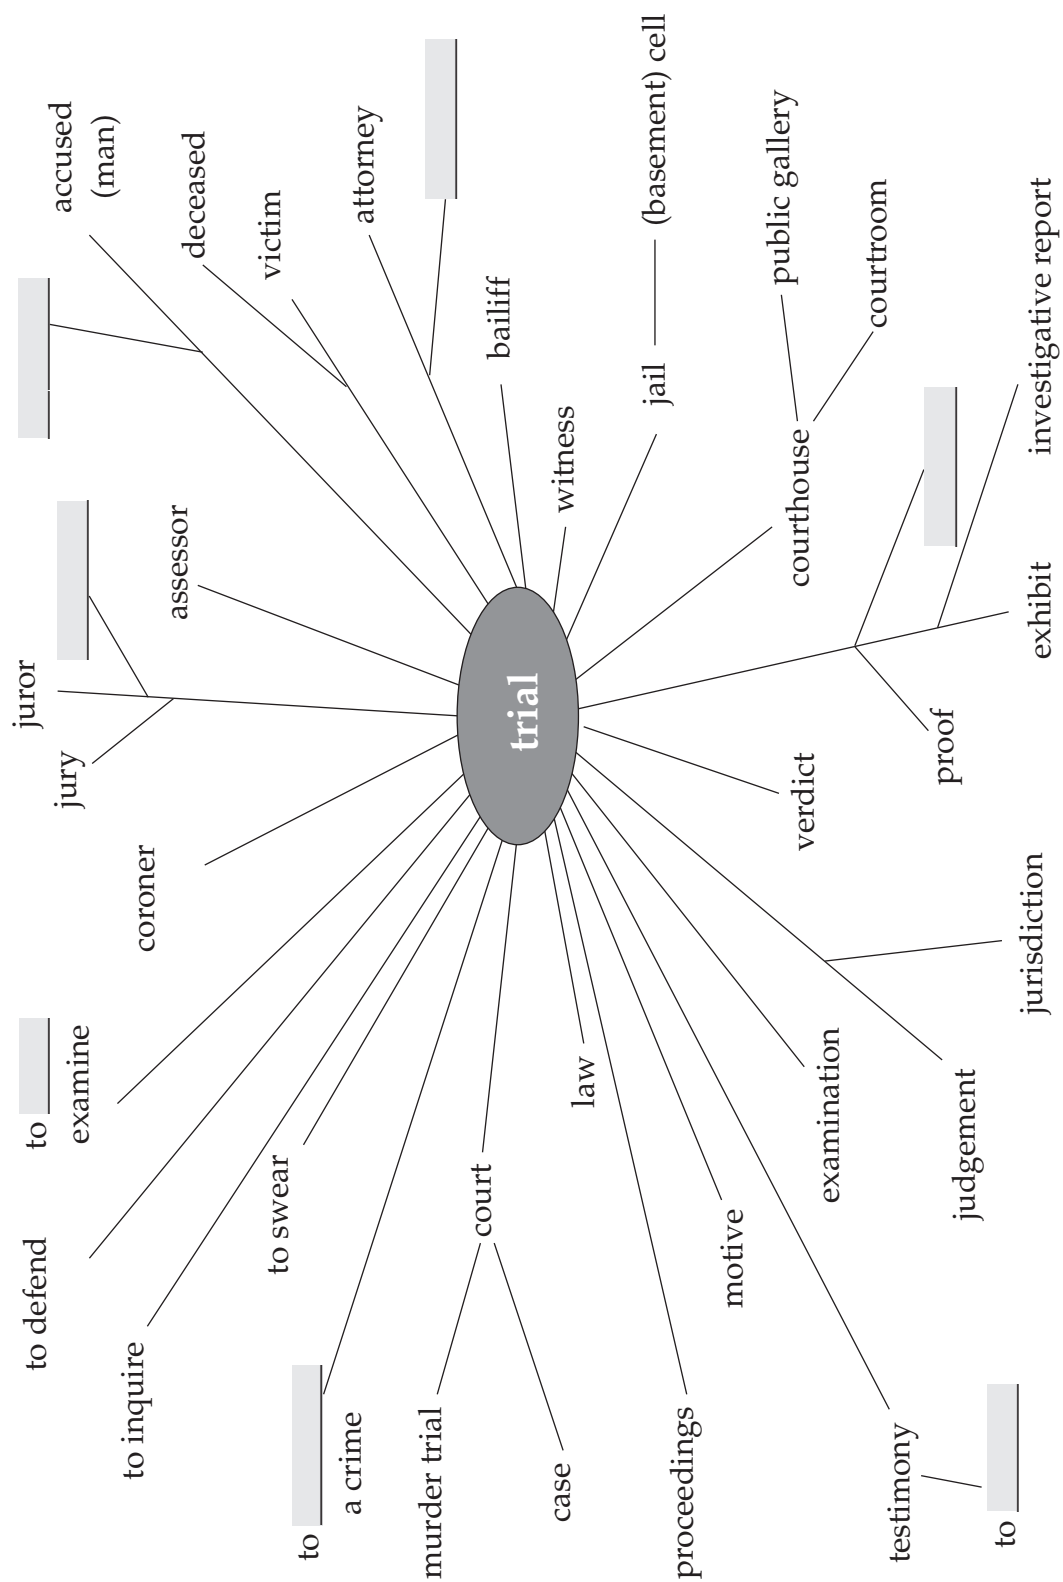 to defend
to
examine
juror
jury
accused
(man)
to inquire
coroner
assessor
deceased
victim
to swear
to
a crime
attorney
murder trial
court
bailiff
trial
case
law
witness
jail
(basement) cell
proceedings
motive
public gallery
courthouse
verdict
examination
courtroom
testimony
proof
judgement
to
jurisdiction
exhibit
investigative report